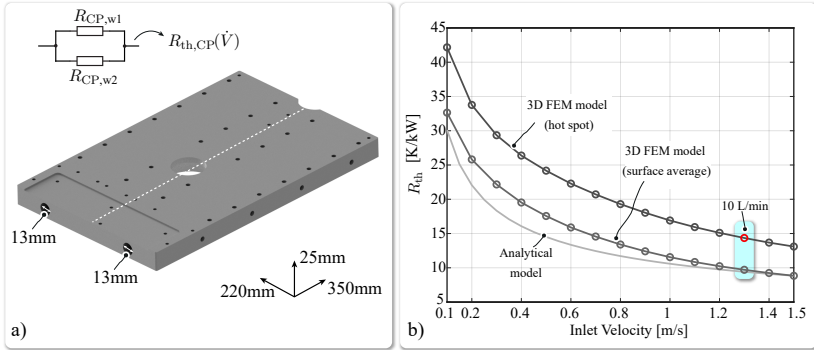 R_CP,w1
R_th,CP(V̇)
R_CP,w2
13mm
13mm
25mm
220mm
350mm
a)
R_th [K/kW]
45
40
35
30
25
20
15
10
5
3D FEM model
(hot spot)
3D FEM model
(surface average)
10 L/min
Analytical
model
0.1 0.2 0.4 0.6 0.8 1 1.2 1.4 1.5
Inlet Velocity [m/s]
b)